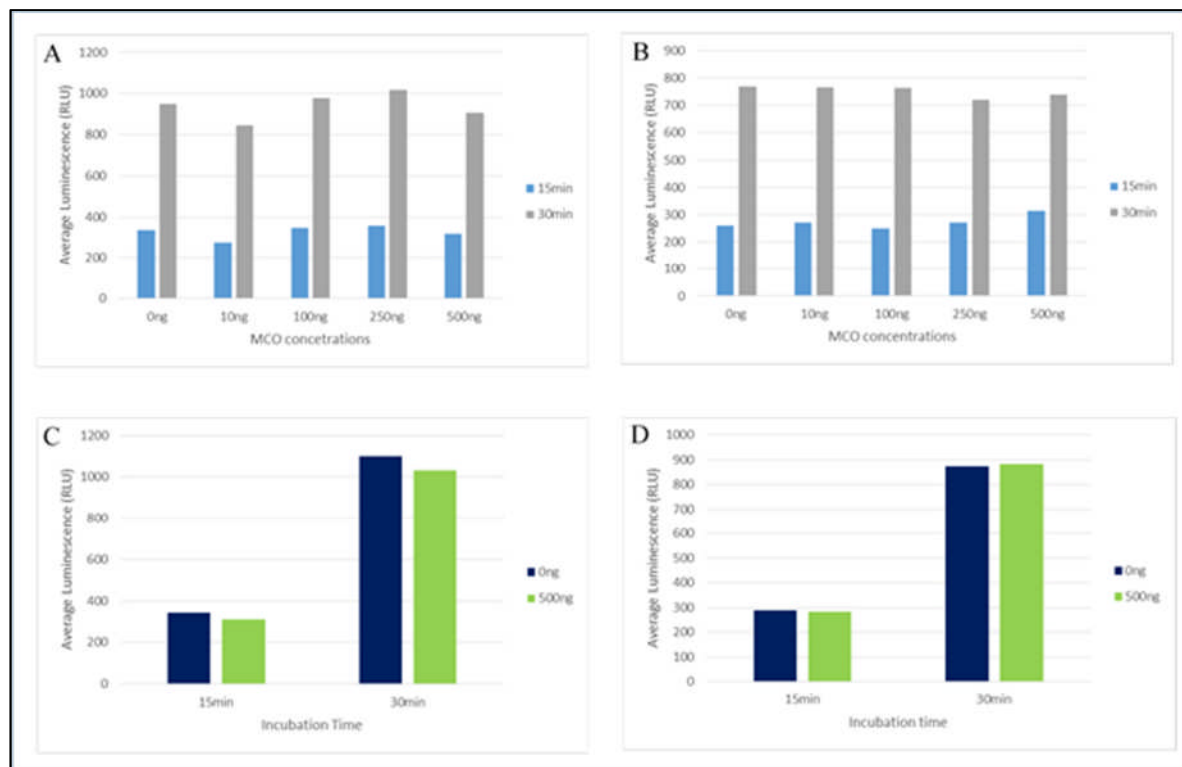 A
Average Luminescence (RLU)
1200
1000
800
600
400
200
0
0ng 10ng 100ng 250ng 500ng
MCO concetrations
15min
30min
B
Average Luminescence (RLU)
900
800
700
600
500
400
300
200
100
0
0ng 10ng 100ng 250ng 500ng
MCO concentrations
15min
30min
C
Average Luminescence (RLU)
1200
1000
800
600
400
200
0
15min 30min
Incubation Time
0ng
500ng
D
Average Luminescence (RLU)
1000
900
800
700
600
500
400
300
200
100
0
15min 30min
Incubation time
0ng
500ng